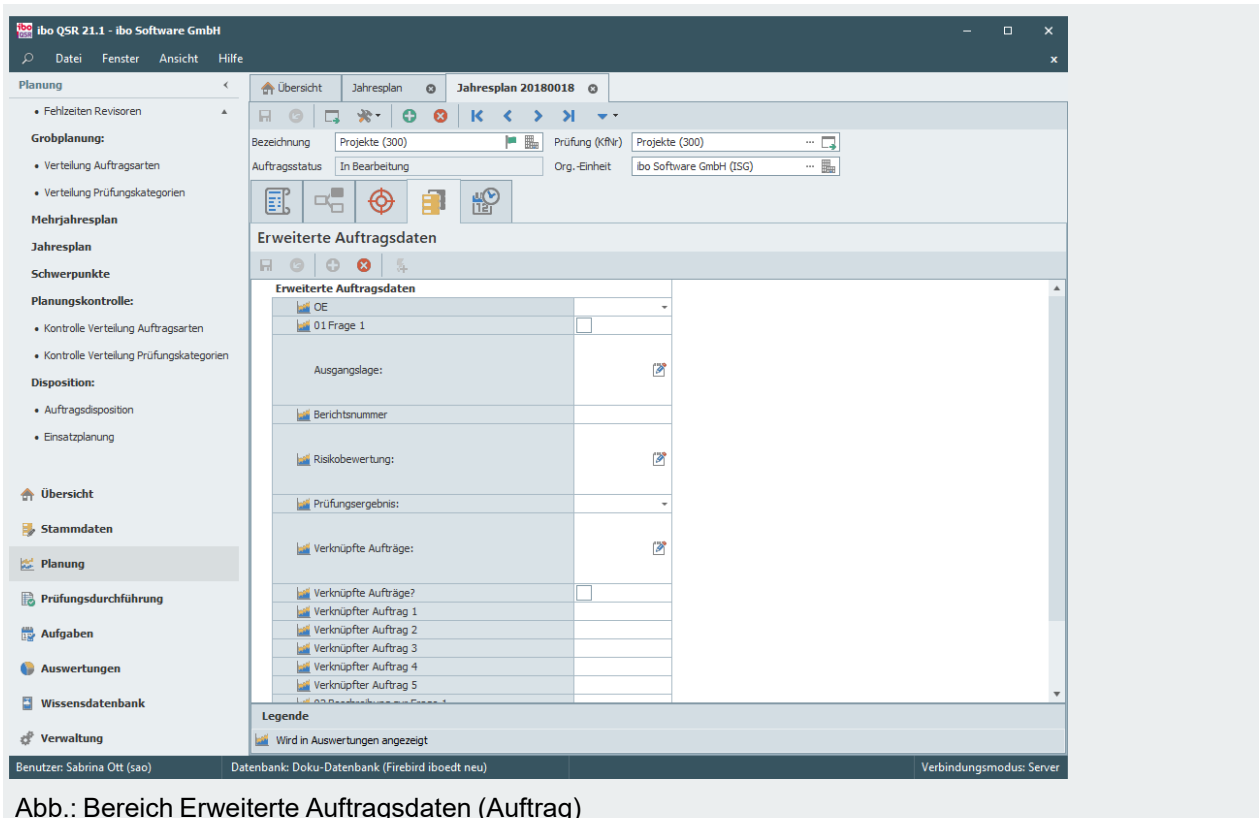 ibo QSR 21.1 - ibo Software GmbH
Datei Fenster Ansicht Hilfe
Planung
Übersicht Jahresplan Jahresplan 20180018
• Fehlzeiten Revisoren
Grobplanung:
• Verteilung Auftragsarten
• Verteilung Prüfungskategorien
Mehrjahresplan
Jahresplan
Schwerpunkte
Planungskontrolle:
• Kontrolle Verteilung Auftragsarten
• Kontrolle Verteilung Prüfungskategorien
Disposition:
• Auftragsdisposition
• Einsatzplanung
Übersicht
Stammdaten
Planung
Prüfungsdurchführung
Aufgaben
Auswertungen
Wissensdatenbank
Verwaltung
Bezeichnung Projekte (300) Prüfung (KfNr) Projekte (300) ...
Auftragsstatus In Bearbeitung Org.-Einheit ibo Software GmbH (ISG) ...
Erweiterte Auftragsdaten
Erweiterte Auftragsdaten
OE
01 Frage 1
Ausgangslage:
Berichtsnummer
Risikobewertung:
Prüfungsergebnis:
Verknüpfte Aufträge:
Verknüpfte Aufträge?
Verknüpfter Auftrag 1
Verknüpfter Auftrag 2
Verknüpfter Auftrag 3
Verknüpfter Auftrag 4
Verknüpfter Auftrag 5
Legende
Wird in Auswertungen angezeigt
Benutzer: Sabrina Ott (sao) Datenbank: Doku-Datenbank (Firebird iboedt neu) Verbindungsmodus: Server
Abb.: Bereich Erweiterte Auftragsdaten (Auftrag)